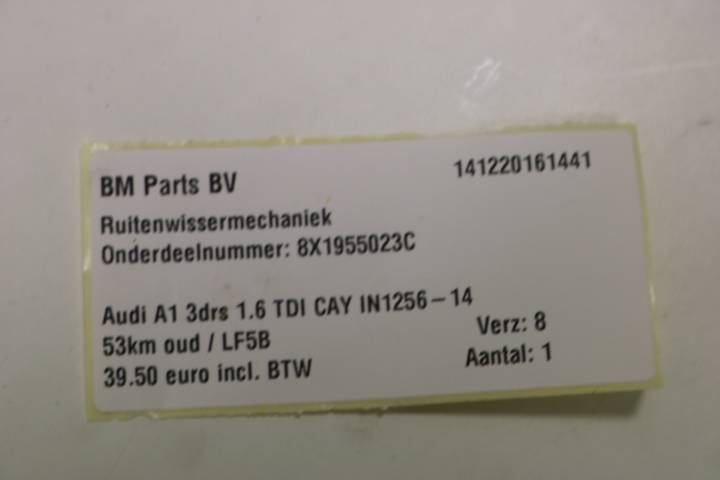 BM Parts BV 141220161441
Ruitenwissermechaniek
Onderdeelnummer: 8X1955023C
Audi A1 3drs 1.6 TDI CAY IN1256-14
53km oud / LF5B Verz: 8
39.50 euro incl. BTW Aantal: 1